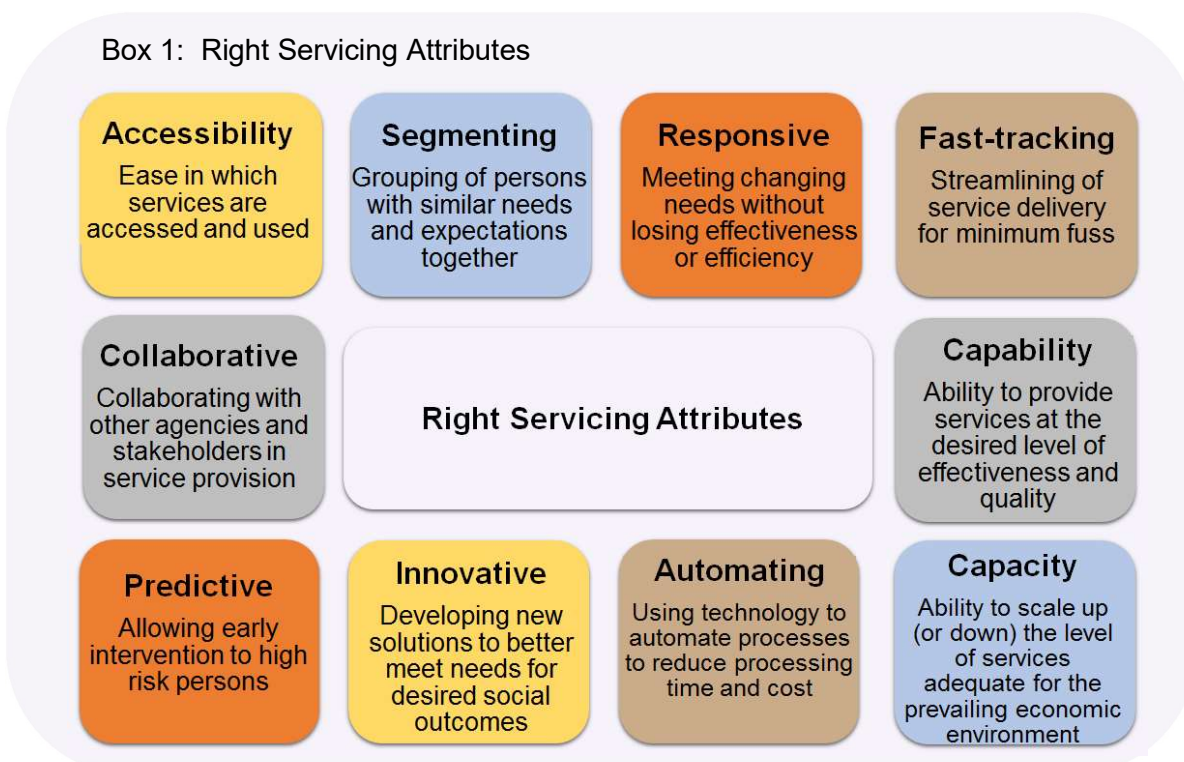 Box 1:  Right Servicing Attributes
Accessibility
Ease in which
services are
accessed and used
Segmenting
Grouping of persons
with similar needs
and expectations
together
Responsive
Meeting changing
needs without
losing effectiveness
or efficiency
Fast-tracking
Streamlining of
service delivery
for minimum fuss
Collaborative
Collaborating with
other agencies and
stakeholders in
service provision
Right Servicing Attributes
Capability
Ability to provide
services at the
desired level of
effectiveness and
quality
Predictive
Allowing early
intervention to high
risk persons
Innovative
Developing new
solutions to better
meet needs for
desired social
outcomes
Automating
Using technology to
automate processes
to reduce processing
time and cost
Capacity
Ability to scale up
(or down) the level
of services
adequate for the
prevailing economic
environment